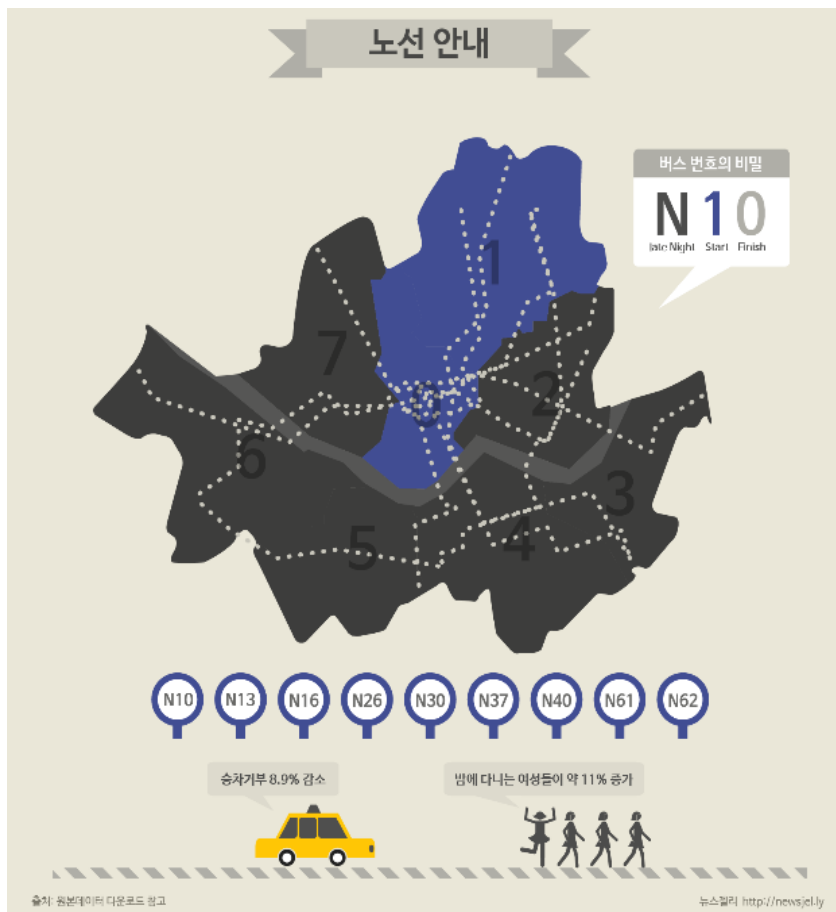 노선 안내
버스 번호의 비밀
N 1 0
late Night Start Finish
1
7
2
0
6
3
4
5
N10 N13 N16 N26 N30 N37 N40 N61 N62
승차거부 8.9% 감소
밤에 다니는 여성들이 약 11% 증가
출처: 원본데이터 다운로드 참고
뉴스젤리 http://newsjel.ly